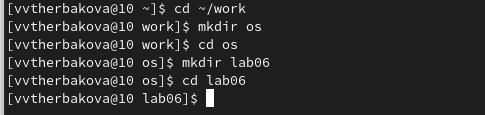 [vvtherbakova@10 ~]$ cd ~/work
[vvtherbakova@10 work]$ mkdir os
[vvtherbakova@10 work]$ cd os
[vvtherbakova@10 os]$ mkdir lab06
[vvtherbakova@10 os]$ cd lab06
[vvtherbakova@10 lab06]$